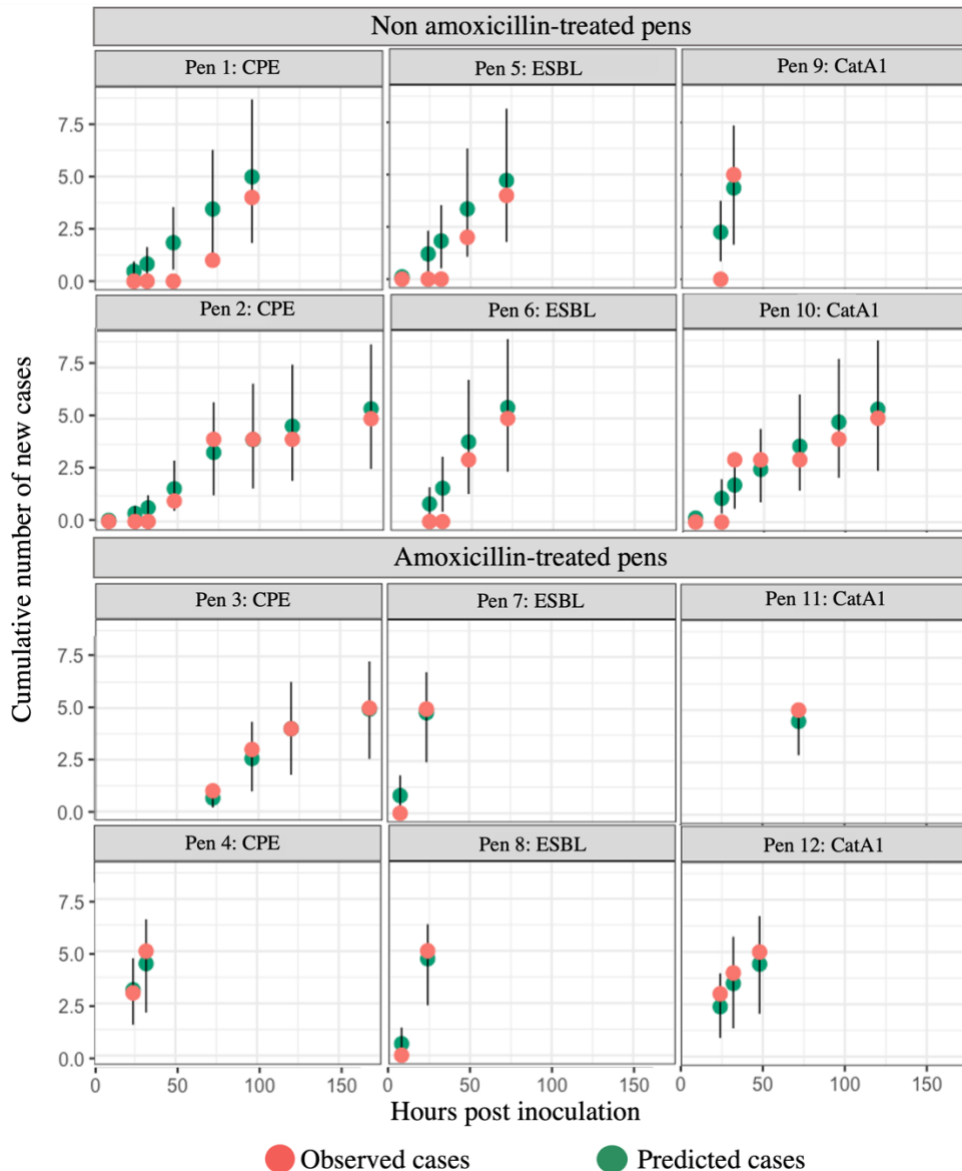 Non amoxicillin-treated pens
Pen 1: CPE Pen 5: ESBL Pen 9: CatA1
7.5
5.0
2.5
0.0
Pen 2: CPE Pen 6: ESBL Pen 10: CatA1
7.5
5.0
2.5
0.0
Cumulative number of new cases
Amoxicillin-treated pens
Pen 3: CPE Pen 7: ESBL Pen 11: CatA1
7.5
5.0
2.5
0.0
Pen 4: CPE Pen 8: ESBL Pen 12: CatA1
7.5
5.0
2.5
0.0
0 50 100 150 0 50 100 150 0 50 100 150
Hours post inoculation
Observed cases Predicted cases